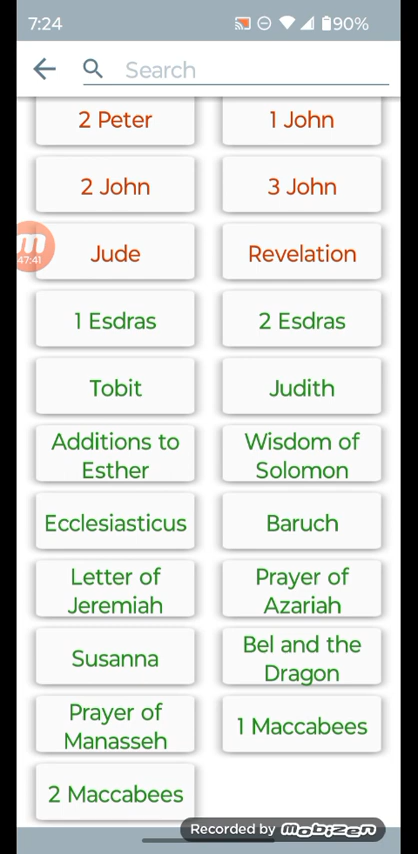 7:24
90%
Search
2 Peter
1 John
2 John
3 John
m
47:41
Jude
Revelation
1 Esdras
2 Esdras
Tobit
Judith
Additions to
Esther
Wisdom of
Solomon
Ecclesiasticus
Baruch
Letter of
Jeremiah
Prayer of
Azariah
Susanna
Bel and the
Dragon
Prayer of
Manasseh
1 Maccabees
2 Maccabees
Recorded by mobizen